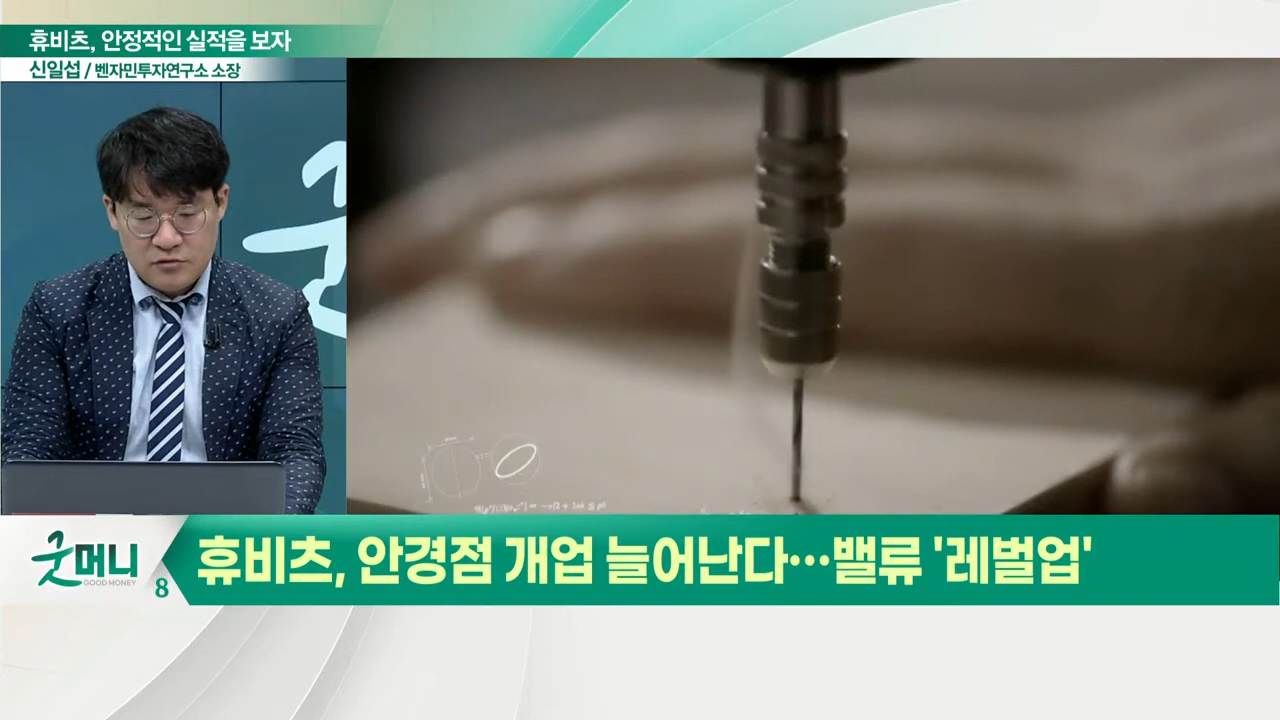 휴비츠, 안정적인 실적을 보자
신일섭 / 벤자민투자연구소 소장
굿머니
GOOD MONEY
8
휴비츠, 안경점 개업 늘어난다…밸류 '레벨업'